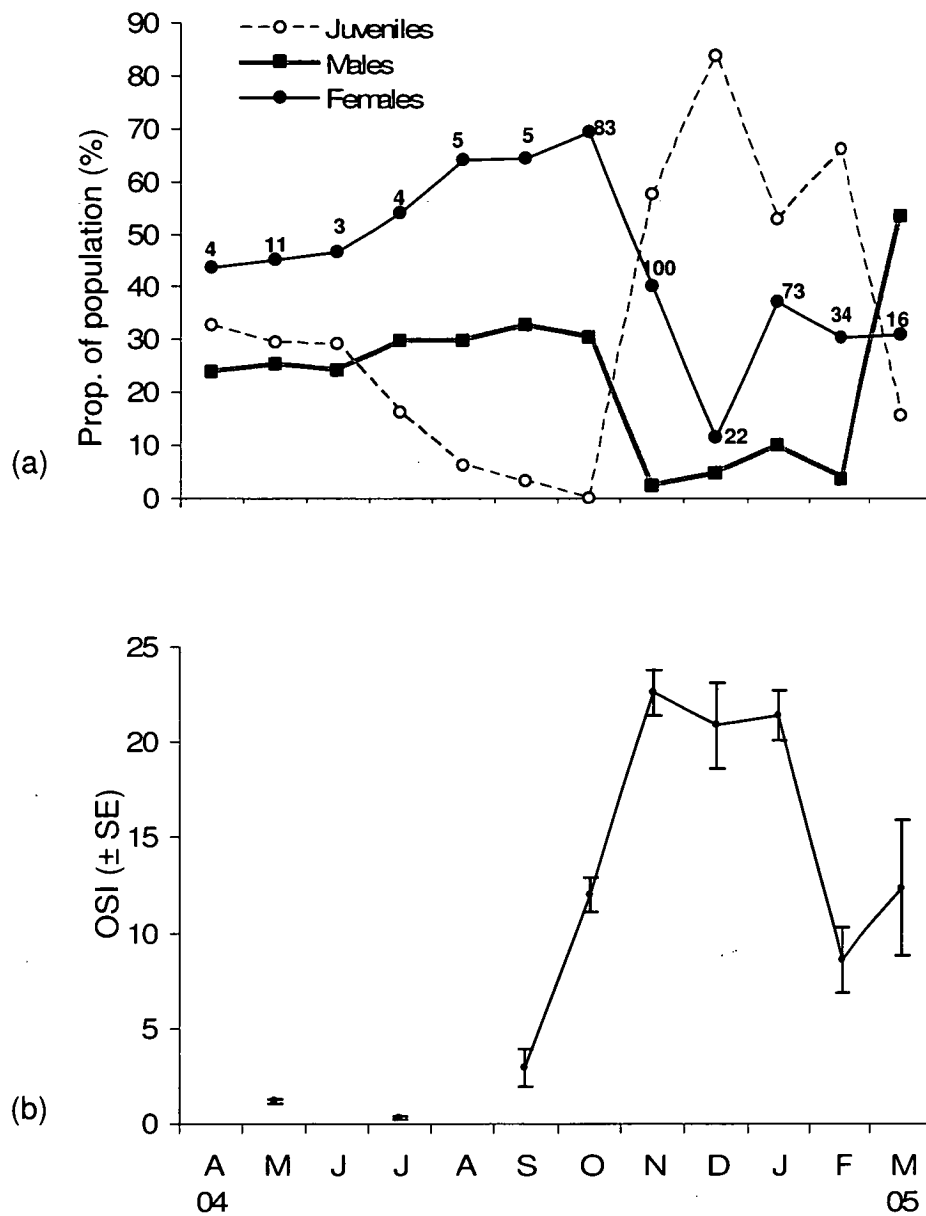 90
80
70
60
50
40
30
20
10
0
Prop. of population (%)
Juveniles
Males
Females
4 11 3 4 5 5 83 100 22 73 34 16
(a)
25
20
15
10
5
0
OSI (± SE)
(b)
A M J J A S O N D J F M
04 05